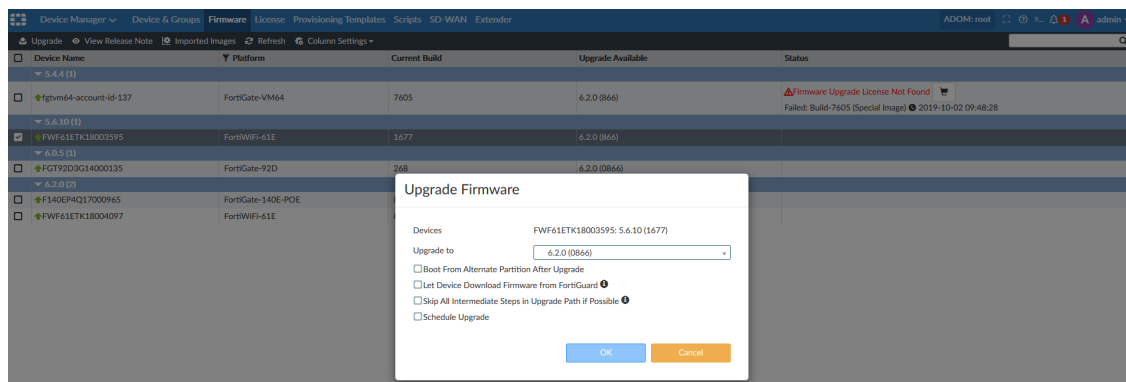 Device Manager Device & Groups Firmware License Provisioning Templates Scripts SD-WAN Extender ADOM: root 1 A admin
Upgrade View Release Note Imported Images Refresh Column Settings
Device Name Platform Current Build Upgrade Available Status
5.4.4 (1)
fgtvm64-account-id-137 FortiGate-VM64 7605 6.2.0 (866) Firmware Upgrade License Not Found
Failed: Build-7605 (Special Image) 2019-10-02 09:48:28
5.6.10 (1)
FWF61ETK18003595 FortiWiFi-61E 1677 6.2.0 (866)
6.0.5 (1)
FGT92D3G14000135 FortiGate-92D 268 6.2.0 (0866)
6.2.0 (2)
F140EP4Q17000965 FortiGate-140E-POE
FWF61ETK18004097 FortiWiFi-61E
Upgrade Firmware
Devices FWF61ETK18003595: 5.6.10 (1677)
Upgrade to 6.2.0 (0866)
Boot From Alternate Partition After Upgrade
Let Device Download Firmware from FortiGuard
Skip All Intermediate Steps in Upgrade Path if Possible
Schedule Upgrade
OK Cancel